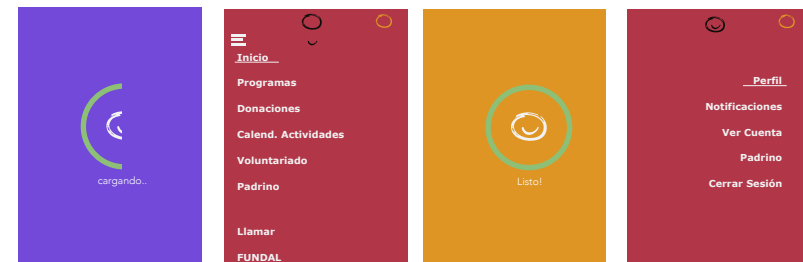 cargando..
Inicio
Programas
Donaciones
Calend. Actividades
Voluntariado
Padrino
Llamar
FUNDAL
Listo!
Perfil
Notificaciones
Ver Cuenta
Padrino
Cerrar Sesión